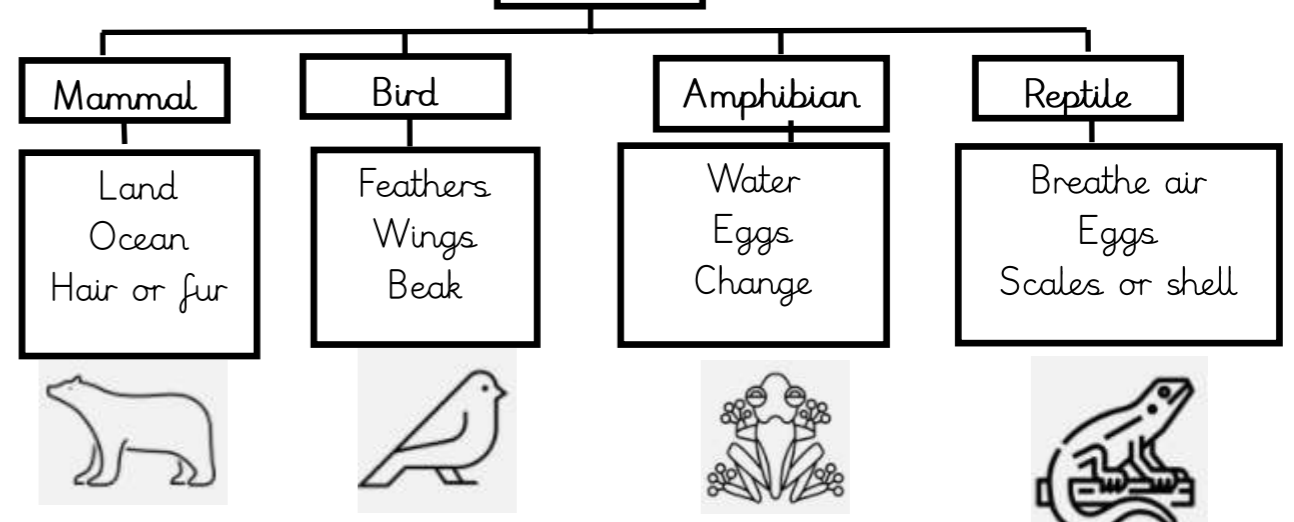 Mammal
Bird
Amphibian
Reptile
Land
Ocean
Hair or fur
Feathers
Wings
Beak
Water
Eggs
Change
Breathe air
Eggs
Scales or shell